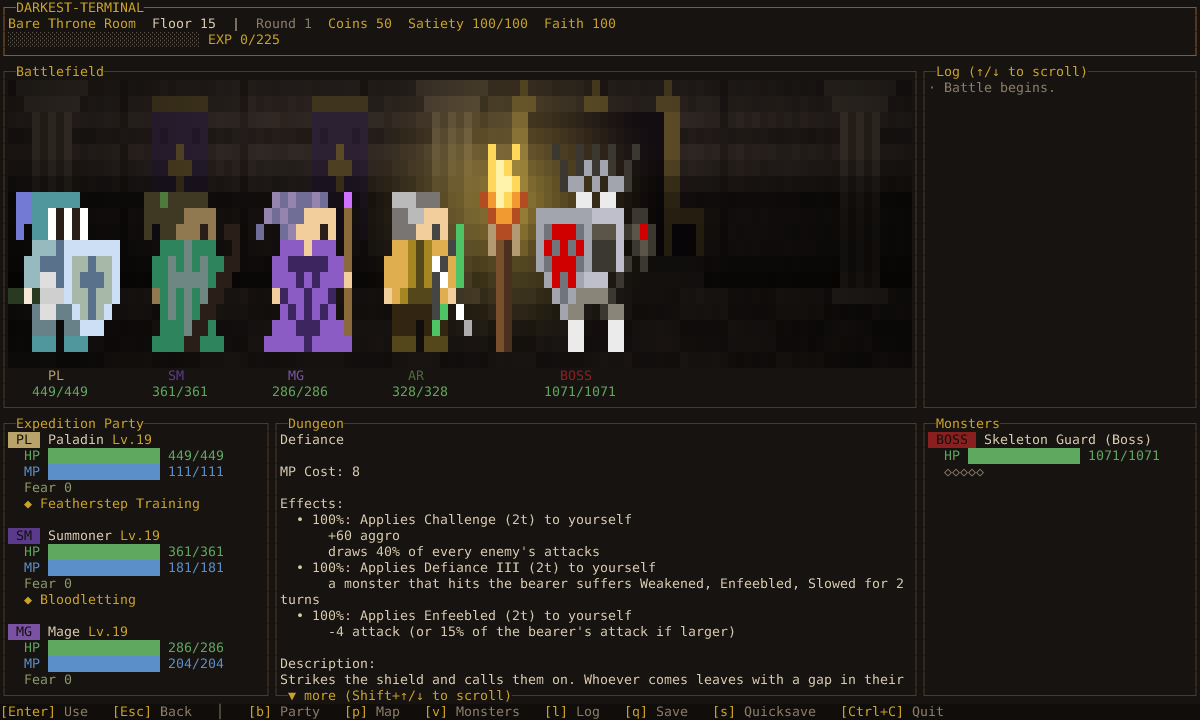 DARKEST-TERMINAL
Bare Throne Room  Floor 15  |  Round 1  Coins 50  Satiety 100/100  Faith 100
EXP 0/225
Battlefield
Log (↑/↓ to scroll)
· Battle begins.
PL SM MG AR BOSS
449/449 361/361 286/286 328/328 1071/1071
Expedition Party
PL Paladin Lv.19
HP 449/449
MP 111/111
Fear 0
◆ Featherstep Training
SM Summoner Lv.19
HP 361/361
MP 181/181
Fear 0
◆ Bloodletting
MG Mage Lv.19
HP 286/286
MP 204/204
Fear 0
Dungeon
Defiance
MP Cost: 8
Effects:
• 100%: Applies Challenge (2t) to yourself
+60 aggro
draws 40% of every enemy's attacks
• 100%: Applies Defiance III (2t) to yourself
a monster that hits the bearer suffers Weakened, Enfeebled, Slowed for 2
turns
• 100%: Applies Enfeebled (2t) to yourself
-4 attack (or 15% of the bearer's attack if larger)
Description:
Strikes the shield and calls them on. Whoever comes leaves with a gap in their
▼ more (Shift+↑/↓ to scroll)
Monsters
BOSS Skeleton Guard (Boss)
HP 1071/1071
◇◇◇◇◇
[Enter] Use  [Esc] Back  │  [b] Party  [p] Map  [v] Monsters  [l] Log  [q] Save  [s] Quicksave  [Ctrl+C] Quit